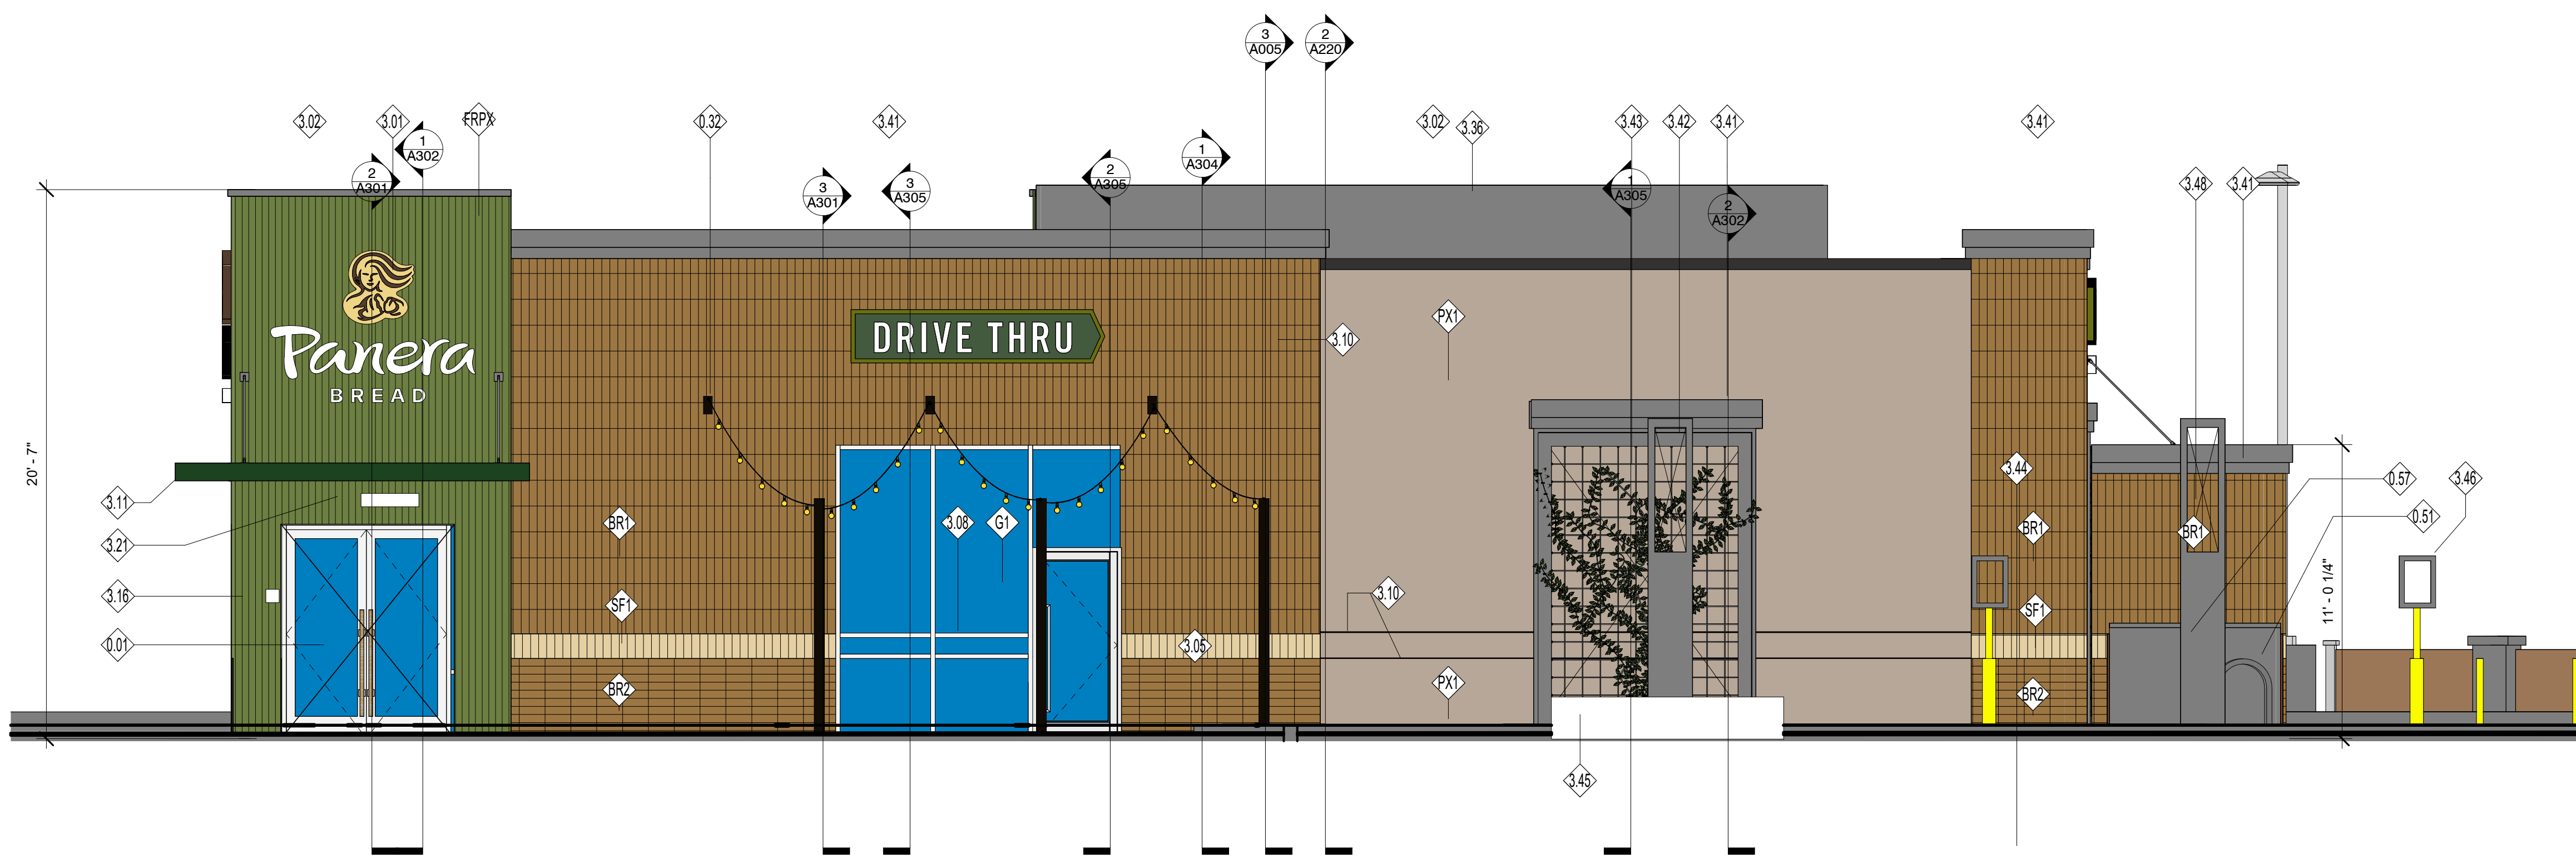 3
A005
2
A220
3.02
3.01
FRPX
0.32
3.41
3.02
3.36
3.43
3.42
3.41
3.41
1
A302
2
A301
3
A301
3
A305
2
A305
1
A304
1
A305
2
A302
3.48
3.41
Panera
BREAD
DRIVE THRU
PX1
3.10
20' - 7"
3.11
3.21
3.16
0.01
BR1
SF1
BR2
3.08
G1
3.05
3.10
PX1
3.45
3.44
BR1
SF1
BR2
BR1
0.57
3.46
0.51
11' - 0 1/4"